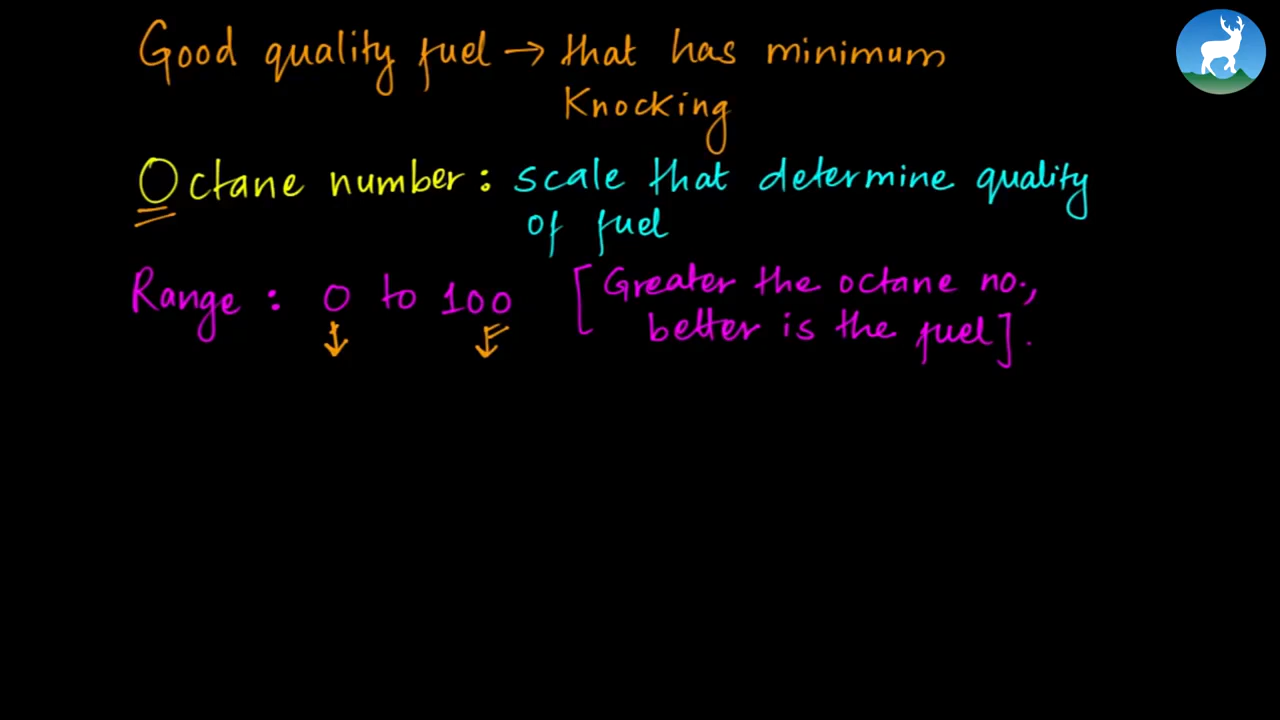 Good quality fuel → that has minimum
Knocking
Octane number : scale that determine quality
of fuel
Range : 0 to 100 [Greater the octane no.,
better is the fuel].